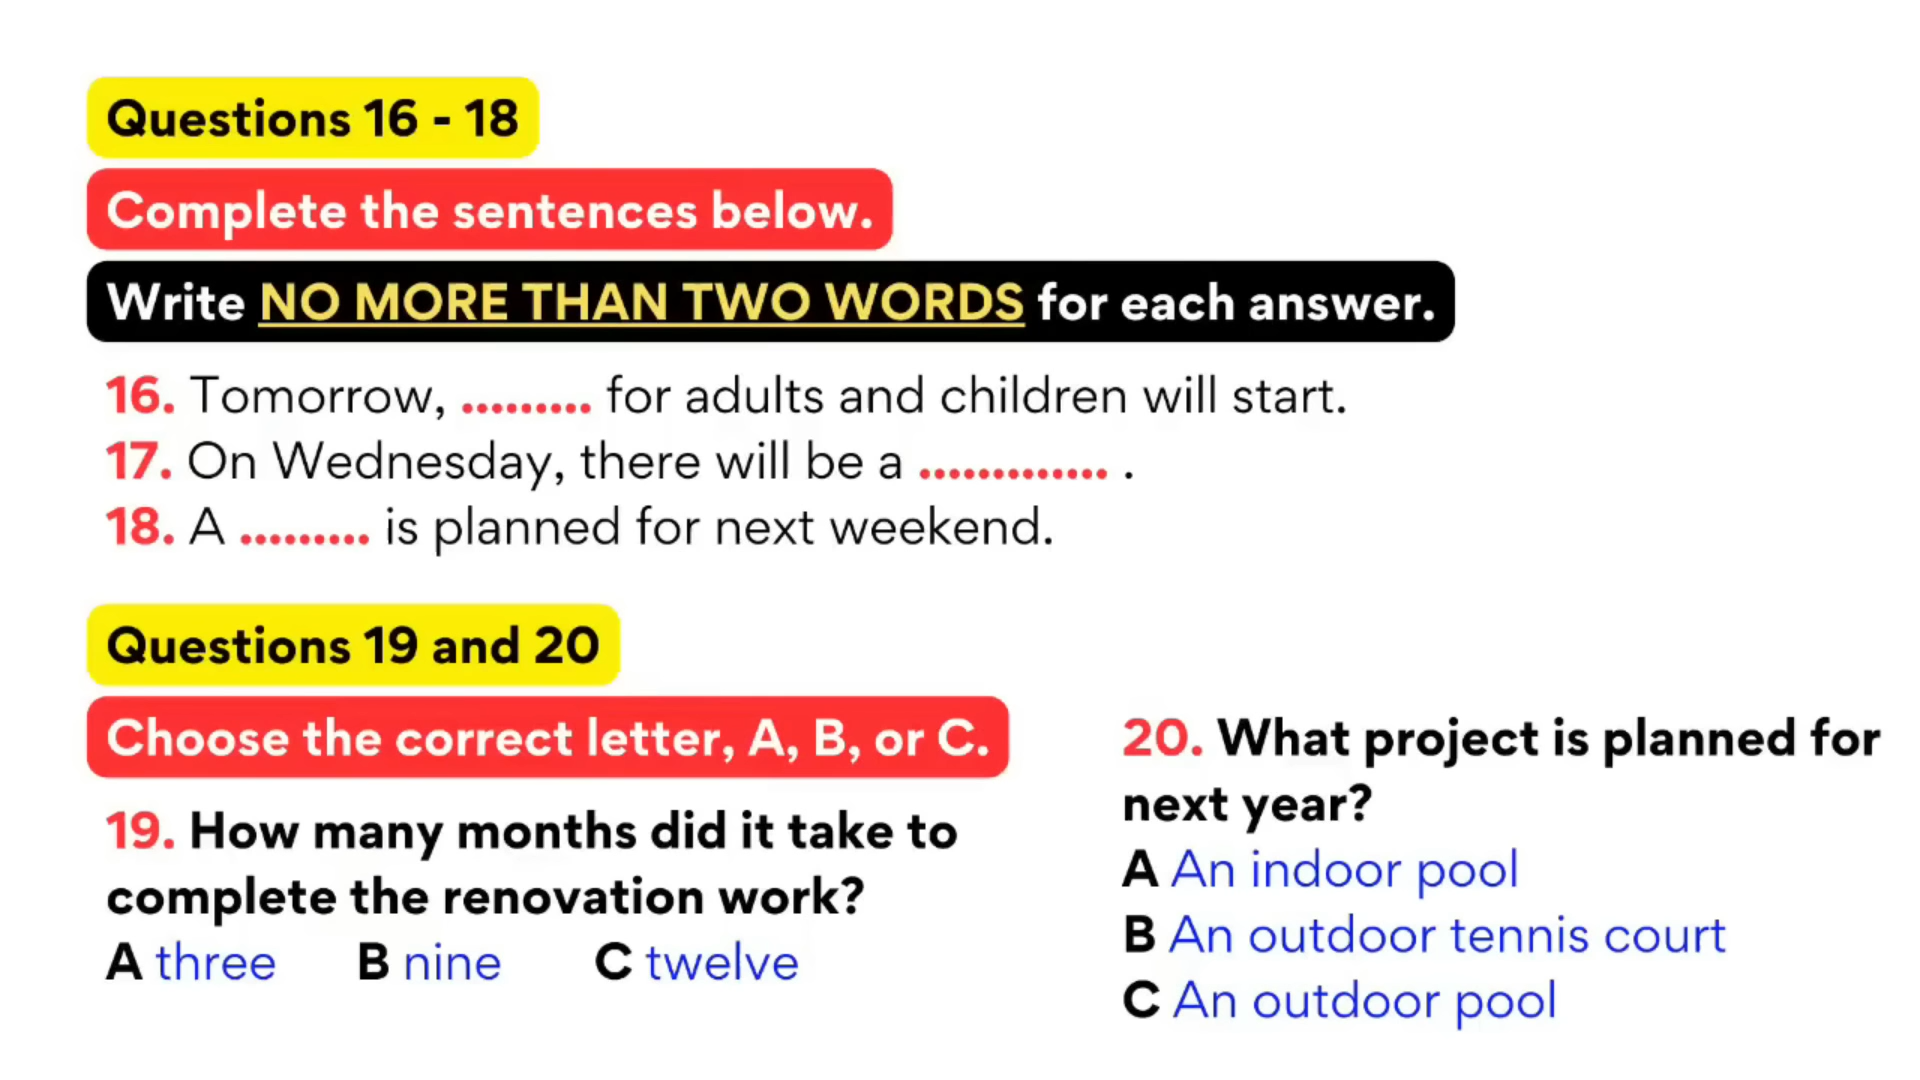 Questions 16 - 18
Complete the sentences below.
Write NO MORE THAN TWO WORDS for each answer.
16. Tomorrow, ......... for adults and children will start.
17. On Wednesday, there will be a ............. .
18. A ......... is planned for next weekend.
Questions 19 and 20
Choose the correct letter, A, B, or C.
19. How many months did it take to
complete the renovation work?
A three B nine C twelve
20. What project is planned for
next year?
A An indoor pool
B An outdoor tennis court
C An outdoor pool